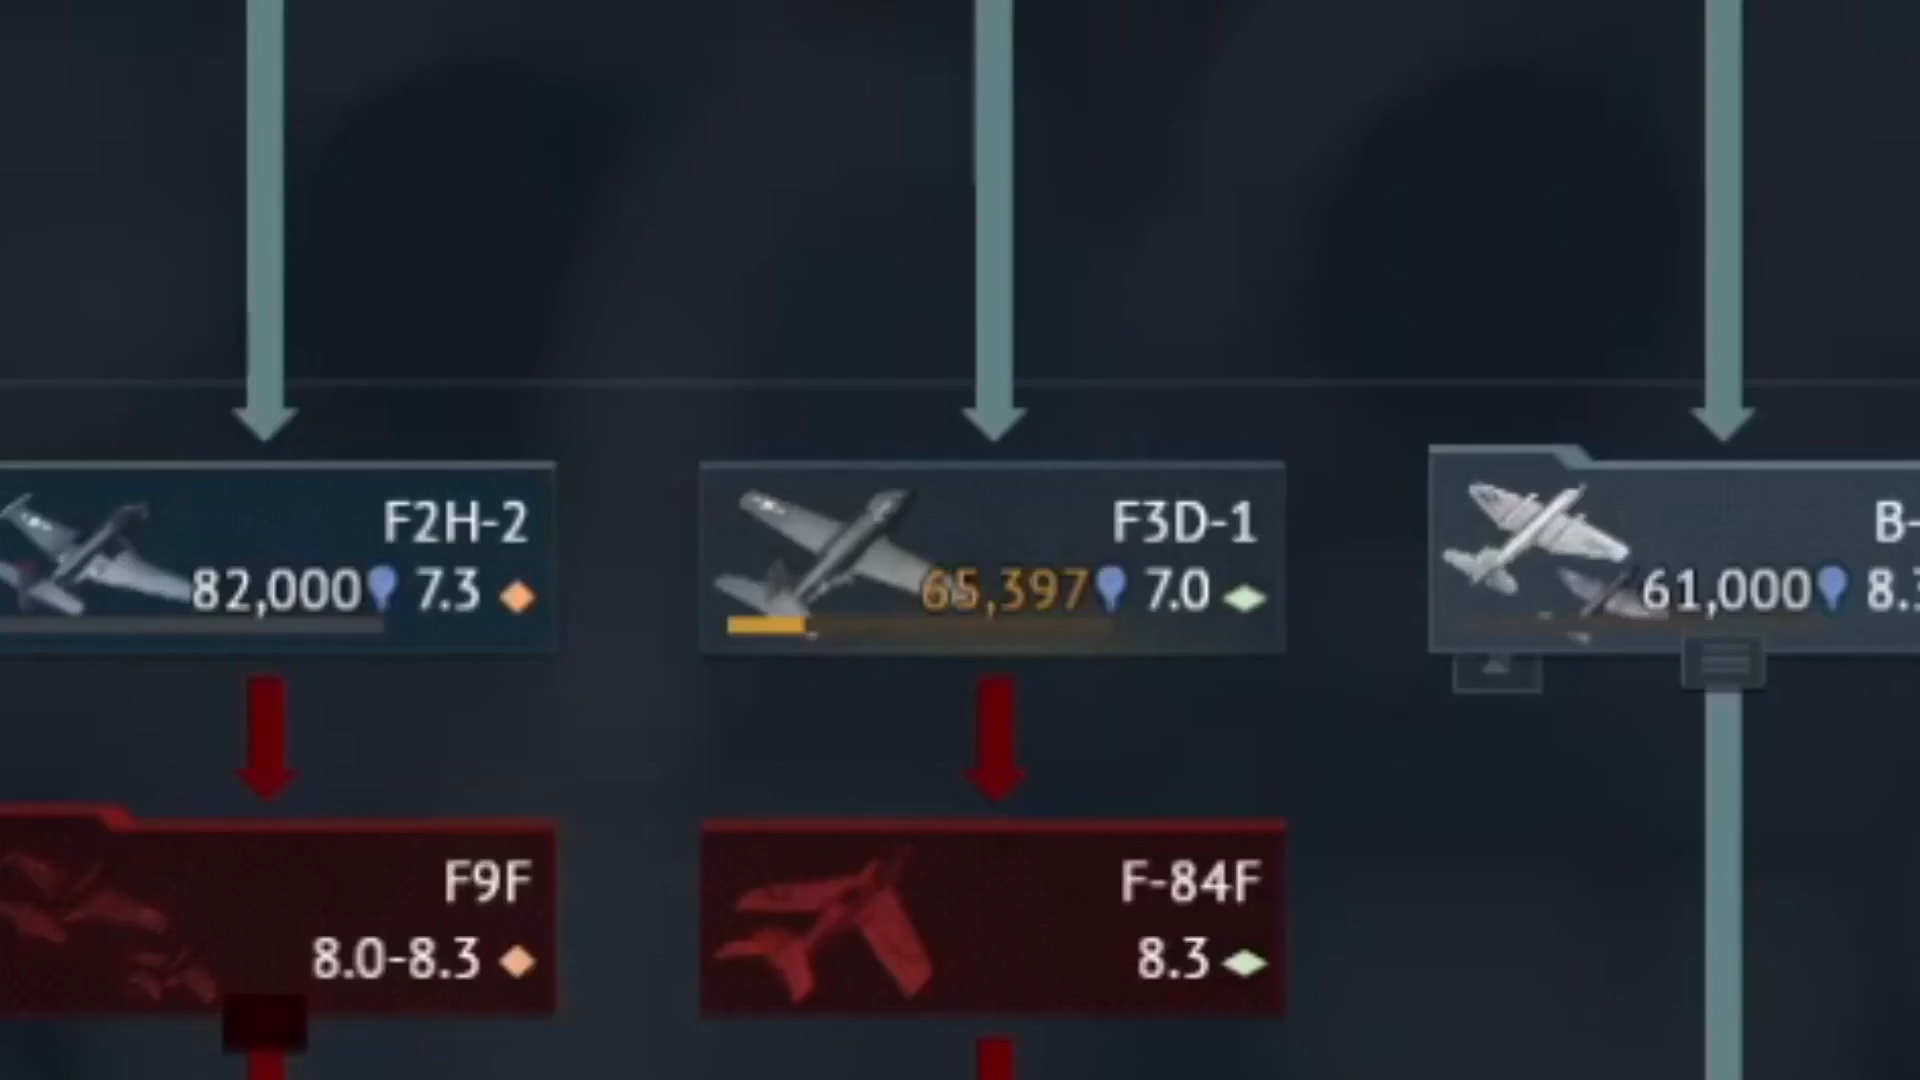 F2H-2
82,000 7.3
F3D-1
65,397 7.0
B-
61,000 8.3
F9F
8.0-8.3
F-84F
8.3